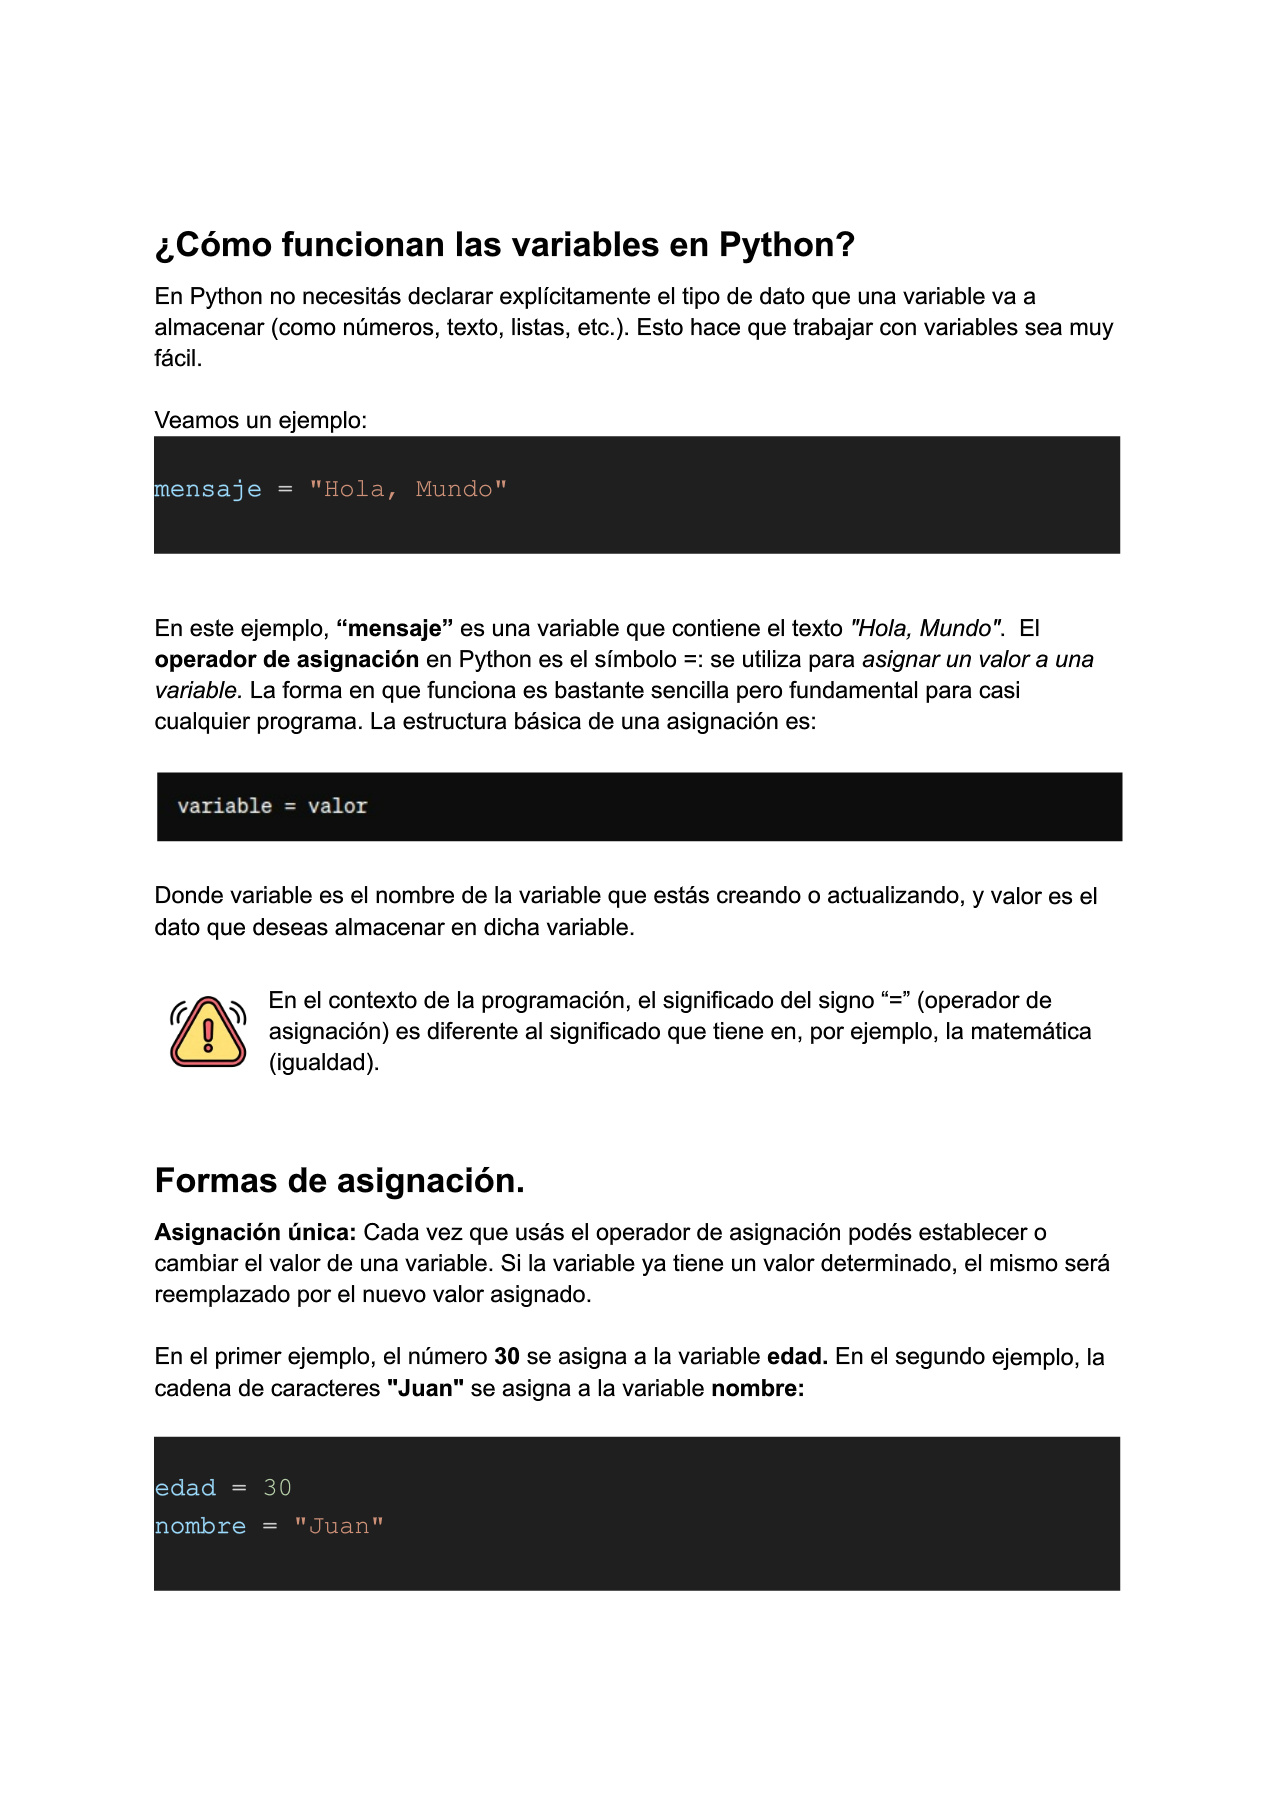 ¿Cómo funcionan las variables en Python?
En Python no necesitás declarar explícitamente el tipo de dato que una variable va a
almacenar (como números, texto, listas, etc.). Esto hace que trabajar con variables sea muy
fácil.
Veamos un ejemplo:
mensaje = "Hola, Mundo"
En este ejemplo, “mensaje” es una variable que contiene el texto "Hola, Mundo".  El
operador de asignación en Python es el símbolo =: se utiliza para asignar un valor a una
variable. La forma en que funciona es bastante sencilla pero fundamental para casi
cualquier programa. La estructura básica de una asignación es:
variable = valor
Donde variable es el nombre de la variable que estás creando o actualizando, y valor es el
dato que deseas almacenar en dicha variable.
En el contexto de la programación, el significado del signo “=” (operador de
asignación) es diferente al significado que tiene en, por ejemplo, la matemática
(igualdad).
Formas de asignación.
Asignación única: Cada vez que usás el operador de asignación podés establecer o
cambiar el valor de una variable. Si la variable ya tiene un valor determinado, el mismo será
reemplazado por el nuevo valor asignado.
En el primer ejemplo, el número 30 se asigna a la variable edad. En el segundo ejemplo, la
cadena de caracteres "Juan" se asigna a la variable nombre:
edad = 30
nombre = "Juan"